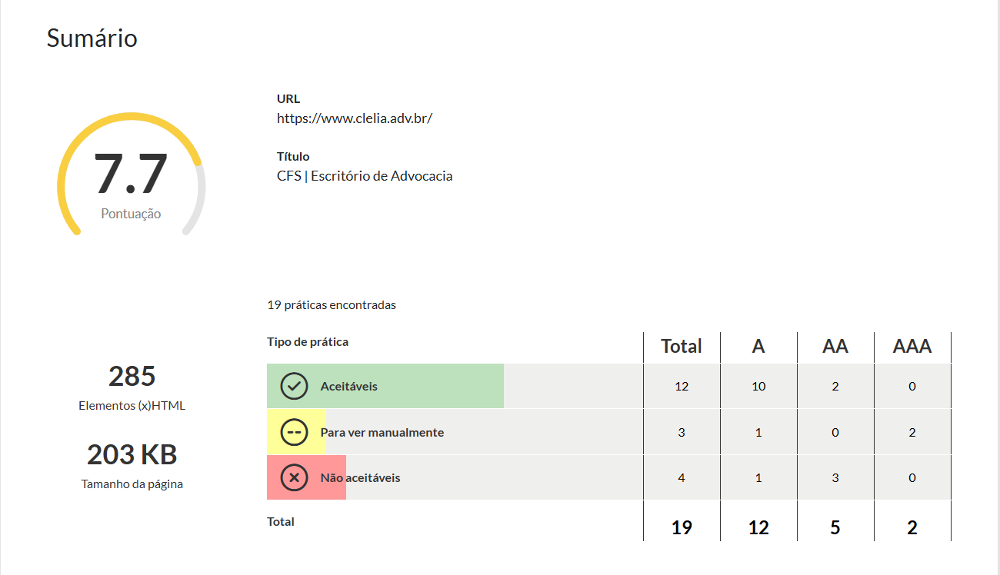 Sumário
7.7
Pontuação
URL
https://www.clelia.adv.br/
Título
CFS | Escritório de Advocacia
285
Elementos (x)HTML
203 KB
Tamanho da página
19 práticas encontradas
Tipo de prática Total A AA AAA
Aceitáveis 12 10 2 0
Para ver manualmente 3 1 0 2
Não aceitáveis 4 1 3 0
Total 19 12 5 2